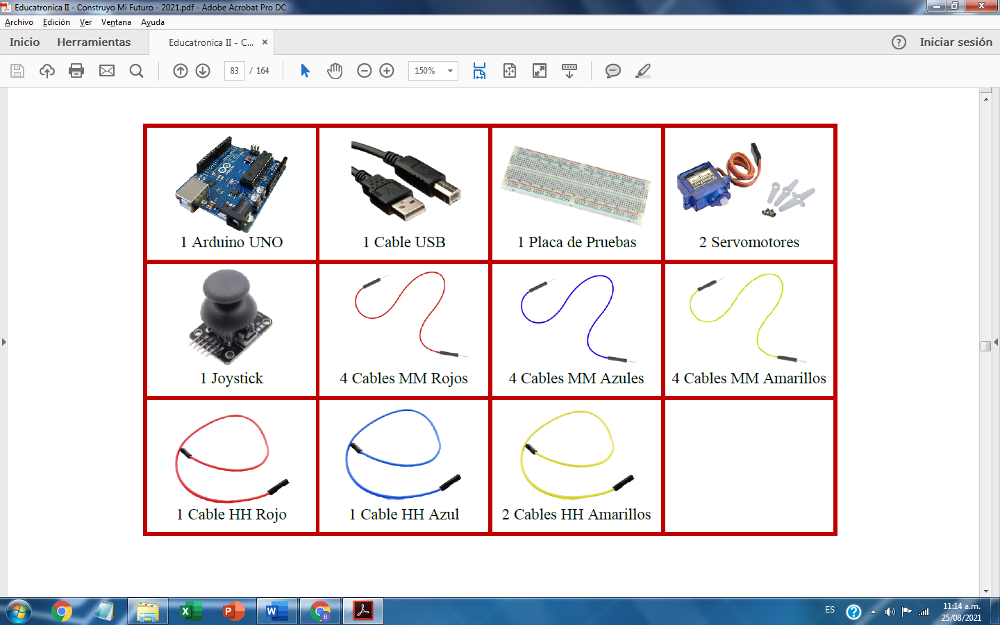 Educatronica II - Construyo Mi Futuro - 2021.pdf - Adobe Acrobat Pro DC
Archivo Edición Ver Ventana Ayuda
Inicio Herramientas Educatronica II - C... × ? Iniciar sesión
83 / 164 150%
1 Arduino UNO 1 Cable USB 1 Placa de Pruebas 2 Servomotores
1 Joystick 4 Cables MM Rojos 4 Cables MM Azules 4 Cables MM Amarillos
1 Cable HH Rojo 1 Cable HH Azul 2 Cables HH Amarillos
ES 11:14 a.m.
25/08/2021